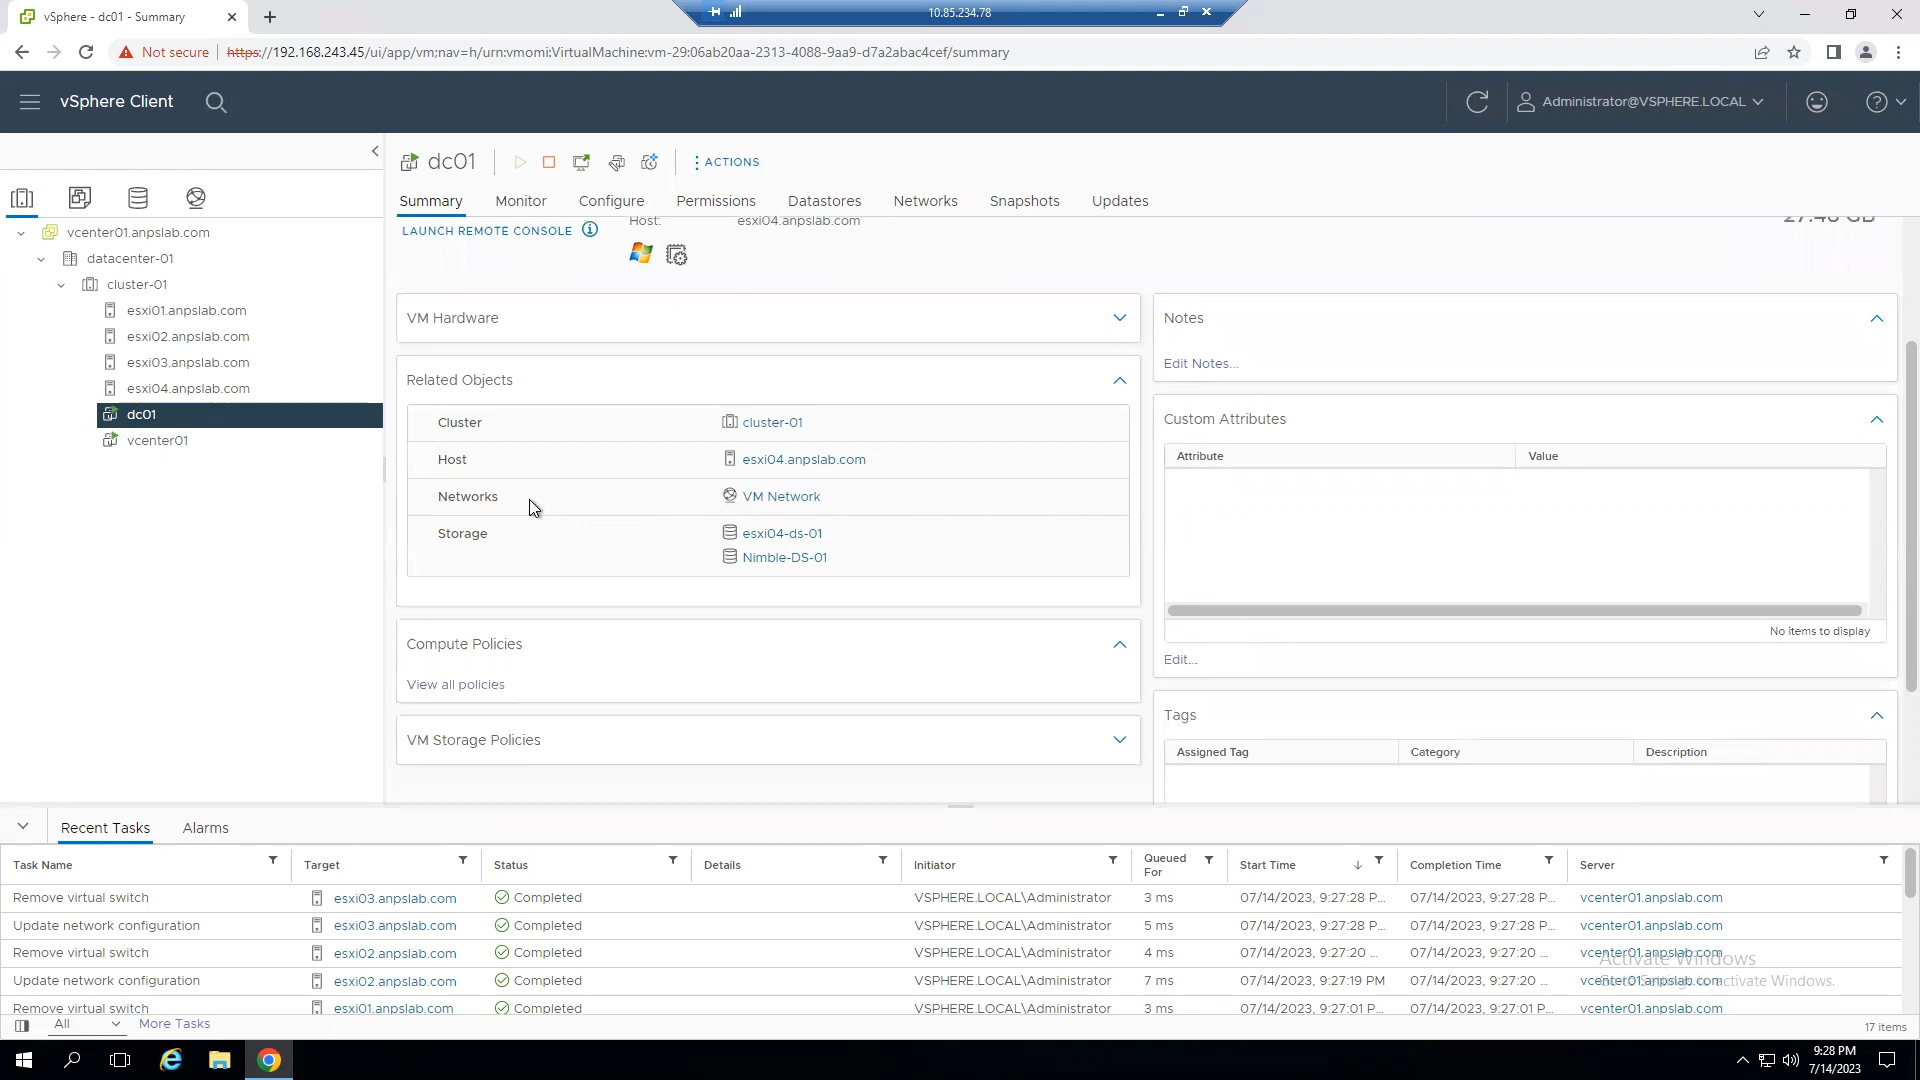 vSphere - dc01 - Summary
10.85.234.78
Not secure
https://192.168.243.45/ui/app/vm;nav=h/urn:vmomi:VirtualMachine:vm-29:06ab20aa-2313-4088-9aa9-d7a2abac4cef/summary
vSphere Client
Administrator@VSPHERE.LOCAL
dc01
ACTIONS
Summary Monitor Configure Permissions Datastores Networks Snapshots Updates
vcenter01.anpslab.com
datacenter-01
cluster-01
esxi01.anpslab.com
esxi02.anpslab.com
esxi03.anpslab.com
esxi04.anpslab.com
dc01
vcenter01
LAUNCH REMOTE CONSOLE
Host: esxi04.anpslab.com
27.48 GB
VM Hardware
Related Objects
Cluster cluster-01
Host esxi04.anpslab.com
Networks VM Network
Storage esxi04-ds-01
Nimble-DS-01
Compute Policies
View all policies
VM Storage Policies
Notes
Edit Notes...
Custom Attributes
Attribute Value
No items to display
Edit...
Tags
Assigned Tag Category Description
Recent Tasks Alarms
Task Name Target Status Details Initiator Queued For Start Time Completion Time Server
Remove virtual switch esxi03.anpslab.com Completed VSPHERE.LOCAL\Administrator 3 ms 07/14/2023, 9:27:28 P... 07/14/2023, 9:27:28 P... vcenter01.anpslab.com
Update network configuration esxi03.anpslab.com Completed VSPHERE.LOCAL\Administrator 5 ms 07/14/2023, 9:27:28 P... 07/14/2023, 9:27:28 P... vcenter01.anpslab.com
Remove virtual switch esxi02.anpslab.com Completed VSPHERE.LOCAL\Administrator 4 ms 07/14/2023, 9:27:20 ... 07/14/2023, 9:27:20 ... vcenter01.anpslab.com
Activate Windows
Update network configuration esxi02.anpslab.com Completed VSPHERE.LOCAL\Administrator 7 ms 07/14/2023, 9:27:19 PM 07/14/2023, 9:27:20 ... vcenter01.anpslab.com
Go to Settings to activate Windows.
Remove virtual switch esxi01.anpslab.com Completed VSPHERE.LOCAL\Administrator 3 ms 07/14/2023, 9:27:01 P... 07/14/2023, 9:27:01 P... vcenter01.anpslab.com
All More Tasks
17 items
9:28 PM
7/14/2023